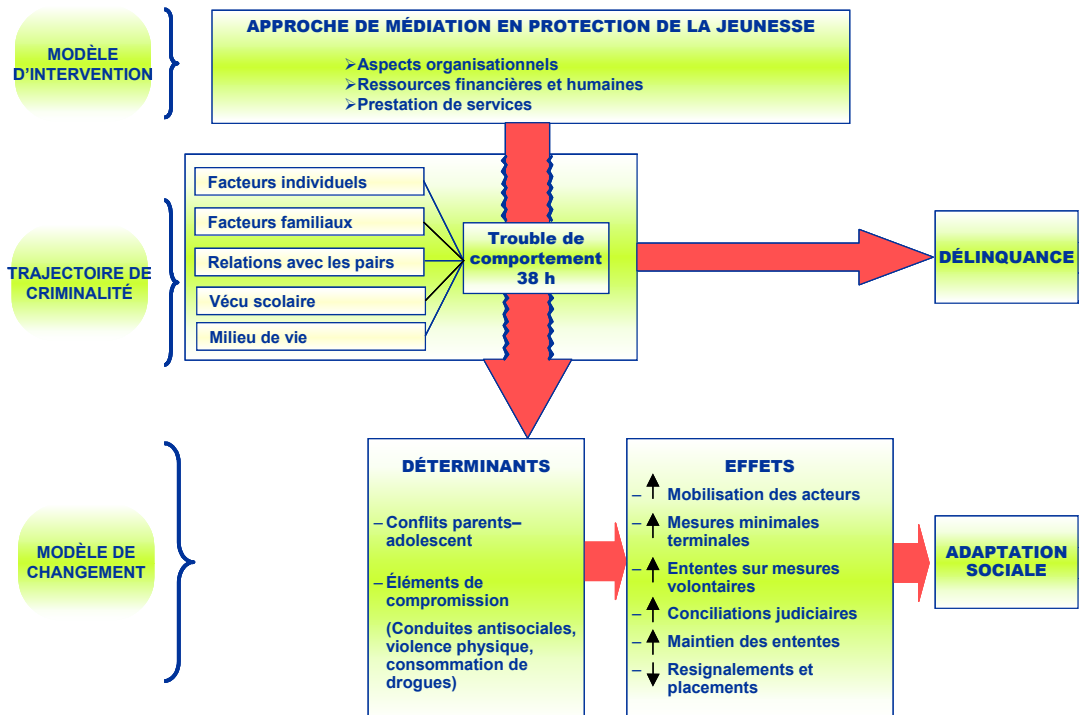 MODÈLE
D'INTERVENTION
APPROCHE DE MÉDIATION EN PROTECTION DE LA JEUNESSE
➢Aspects organisationnels
➢Ressources financières et humaines
➢Prestation de services
TRAJECTOIRE DE
CRIMINALITÉ
Facteurs individuels
Facteurs familiaux
Relations avec les pairs
Vécu scolaire
Milieu de vie
Trouble de
comportement
38 h
DÉLINQUANCE
MODÈLE DE
CHANGEMENT
DÉTERMINANTS
– Conflits parents–
adolescent
– Éléments de
compromission
(Conduites antisociales,
violence physique,
consommation de
drogues)
EFFETS
– Mobilisation des acteurs
– Mesures minimales
terminales
– Ententes sur mesures
volontaires
– Conciliations judiciaires
– Maintien des ententes
– Resignalements et
placements
ADAPTATION
SOCIALE